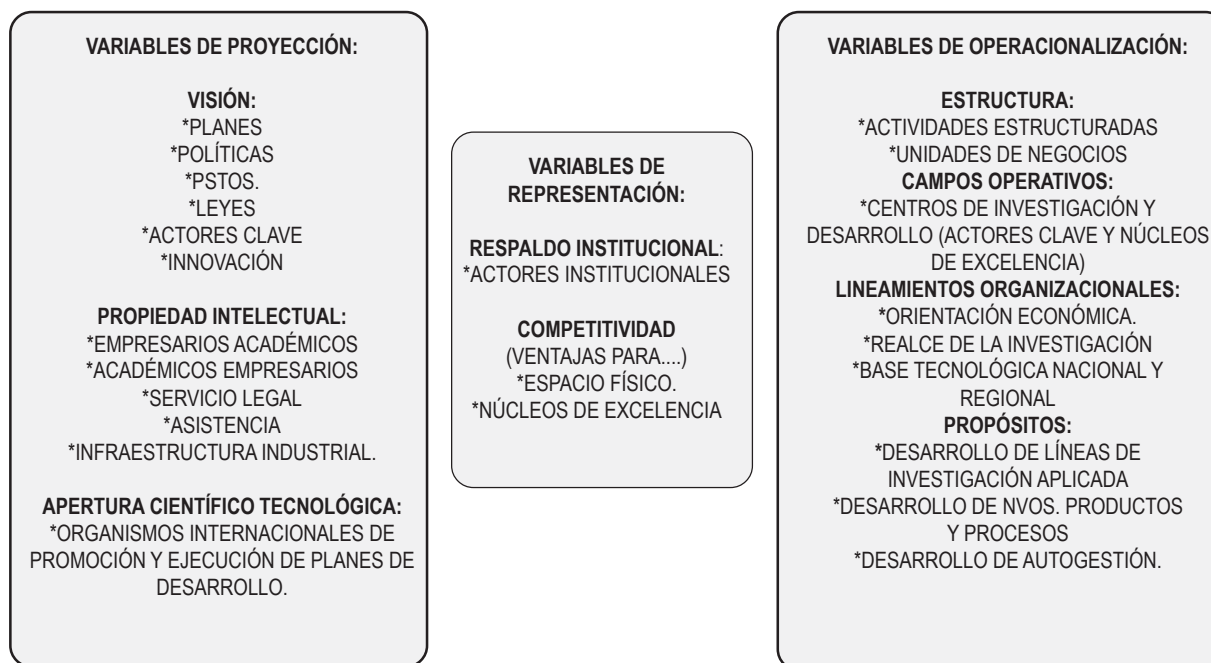 VARIABLES DE PROYECCIÓN:
VISIÓN:
*PLANES
*POLÍTICAS
*PSTOS.
*LEYES
*ACTORES CLAVE
*INNOVACIÓN
PROPIEDAD INTELECTUAL:
*EMPRESARIOS ACADÉMICOS
*ACADÉMICOS EMPRESARIOS
*SERVICIO LEGAL
*ASISTENCIA
*INFRAESTRUCTURA INDUSTRIAL.
APERTURA CIENTÍFICO TECNOLÓGICA:
*ORGANISMOS INTERNACIONALES DE
PROMOCIÓN Y EJECUCIÓN DE PLANES DE
DESARROLLO.
VARIABLES DE
REPRESENTACIÓN:
RESPALDO INSTITUCIONAL:
*ACTORES INSTITUCIONALES
COMPETITIVIDAD
(VENTAJAS PARA....)
*ESPACIO FÍSICO.
*NÚCLEOS DE EXCELENCIA
VARIABLES DE OPERACIONALIZACIÓN:
ESTRUCTURA:
*ACTIVIDADES ESTRUCTURADAS
*UNIDADES DE NEGOCIOS
CAMPOS OPERATIVOS:
*CENTROS DE INVESTIGACIÓN Y
DESARROLLO (ACTORES CLAVE Y NÚCLEOS
DE EXCELENCIA)
LINEAMIENTOS ORGANIZACIONALES:
*ORIENTACIÓN ECONÓMICA.
*REALCE DE LA INVESTIGACIÓN
*BASE TECNOLÓGICA NACIONAL Y
REGIONAL
PROPÓSITOS:
*DESARROLLO DE LÍNEAS DE
INVESTIGACIÓN APLICADA
*DESARROLLO DE NVOS. PRODUCTOS
Y PROCESOS
*DESARROLLO DE AUTOGESTIÓN.